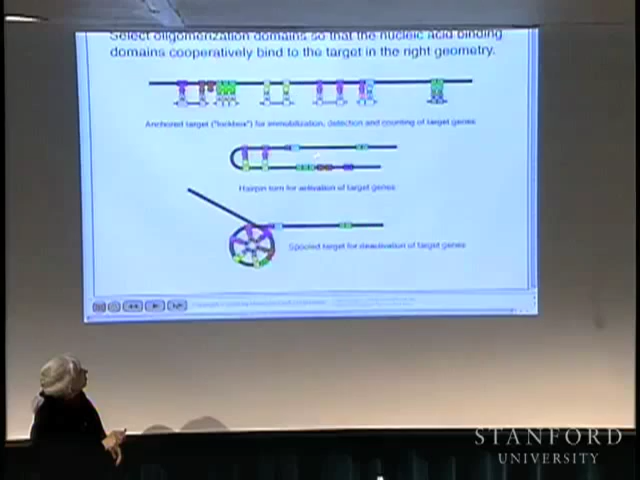 Select oligomerization domains so that the nucleic acid binding
domains cooperatively bind to the target in the right geometry.
Anchored target ("lockbox") for immobilization, detection and counting of target genes
Hairpin turn for activation of target genes
Spooled target for deactivation of target genes
STANFORD
UNIVERSITY